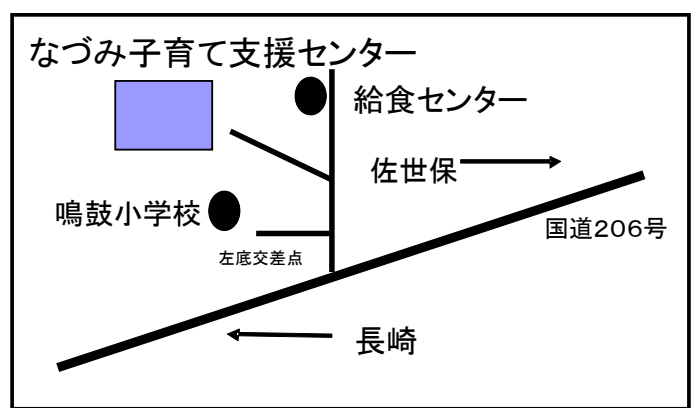 なづみ子育て支援センター
給食センター
佐世保
鳴鼓小学校
国道206号
左底交差点
長崎